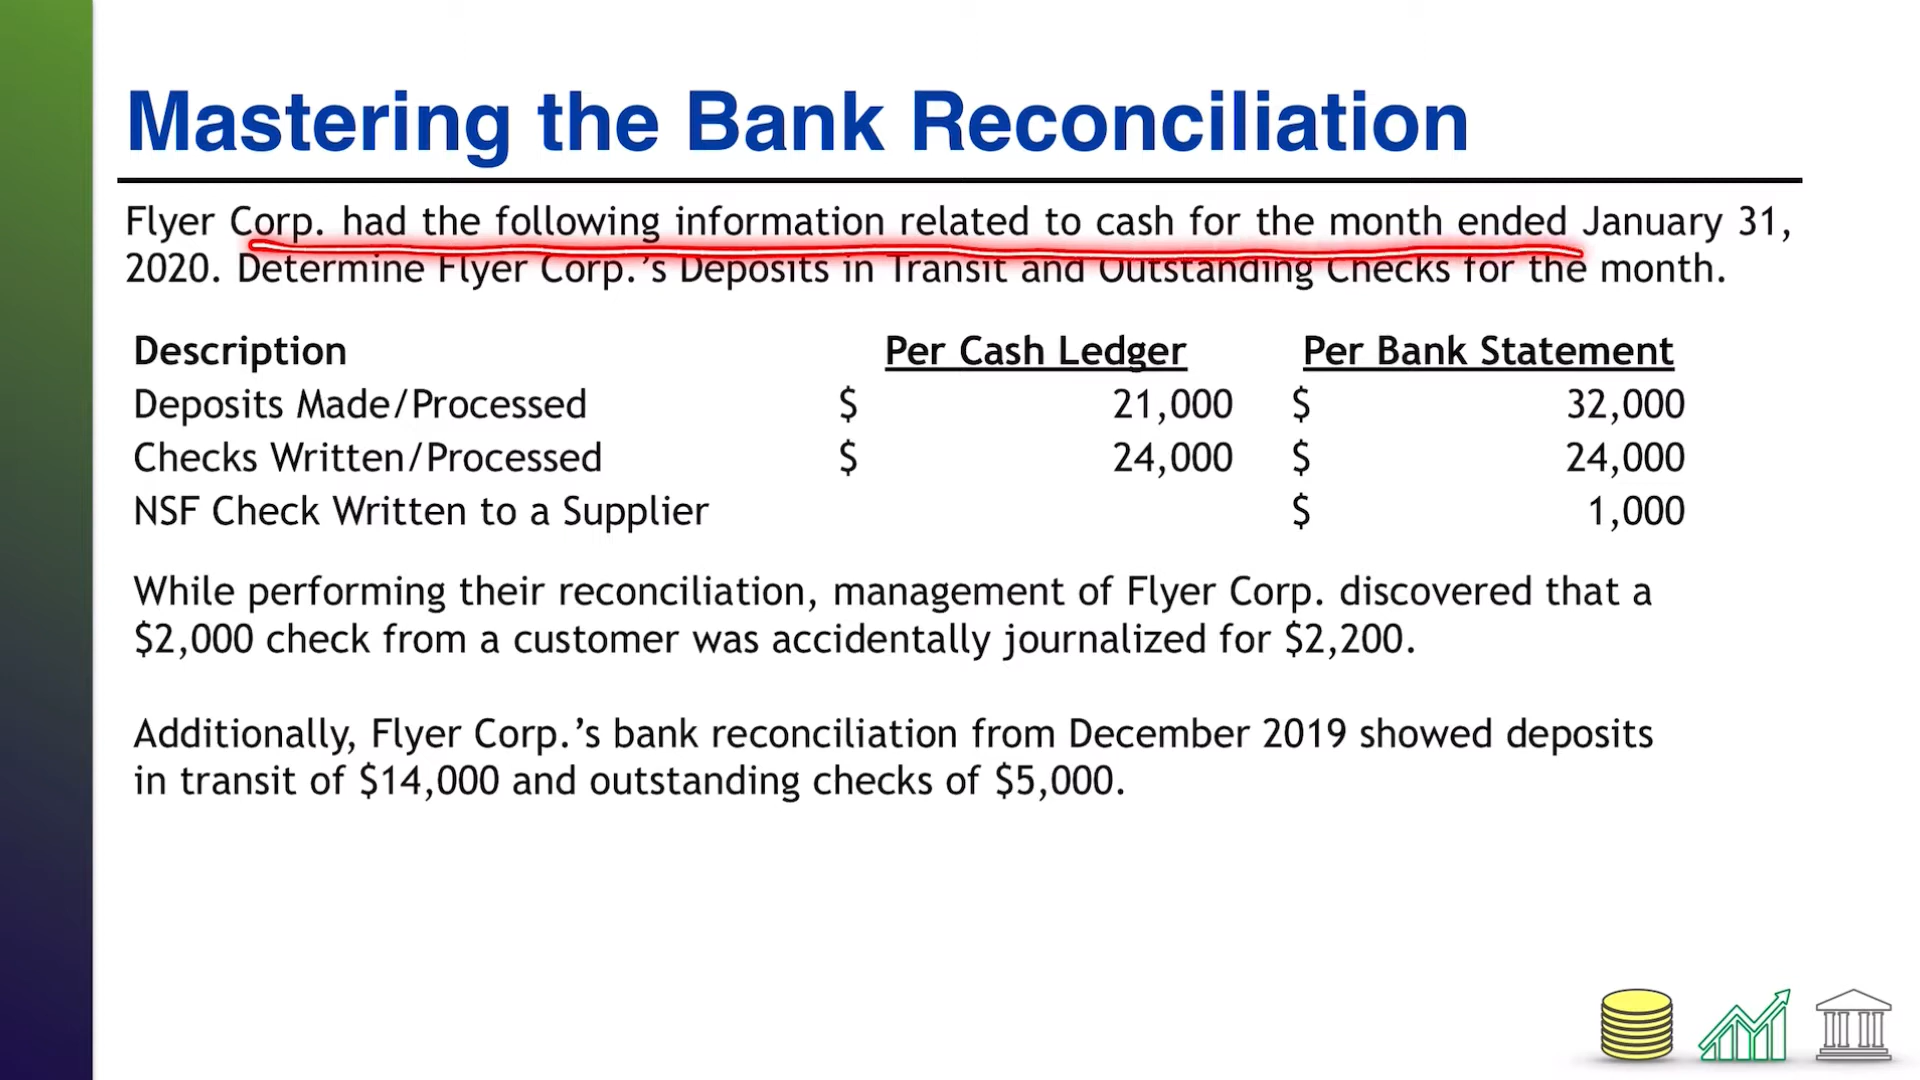 Mastering the Bank Reconciliation
Flyer Corp. had the following information related to cash for the month ended January 31,
2020. Determine Flyer Corp.'s Deposits in Transit and Outstanding Checks for the month.
Description Per Cash Ledger Per Bank Statement
Deposits Made/Processed $ 21,000 $ 32,000
Checks Written/Processed $ 24,000 $ 24,000
NSF Check Written to a Supplier $ 1,000
While performing their reconciliation, management of Flyer Corp. discovered that a
$2,000 check from a customer was accidentally journalized for $2,200.
Additionally, Flyer Corp.’s bank reconciliation from December 2019 showed deposits
in transit of $14,000 and outstanding checks of $5,000.